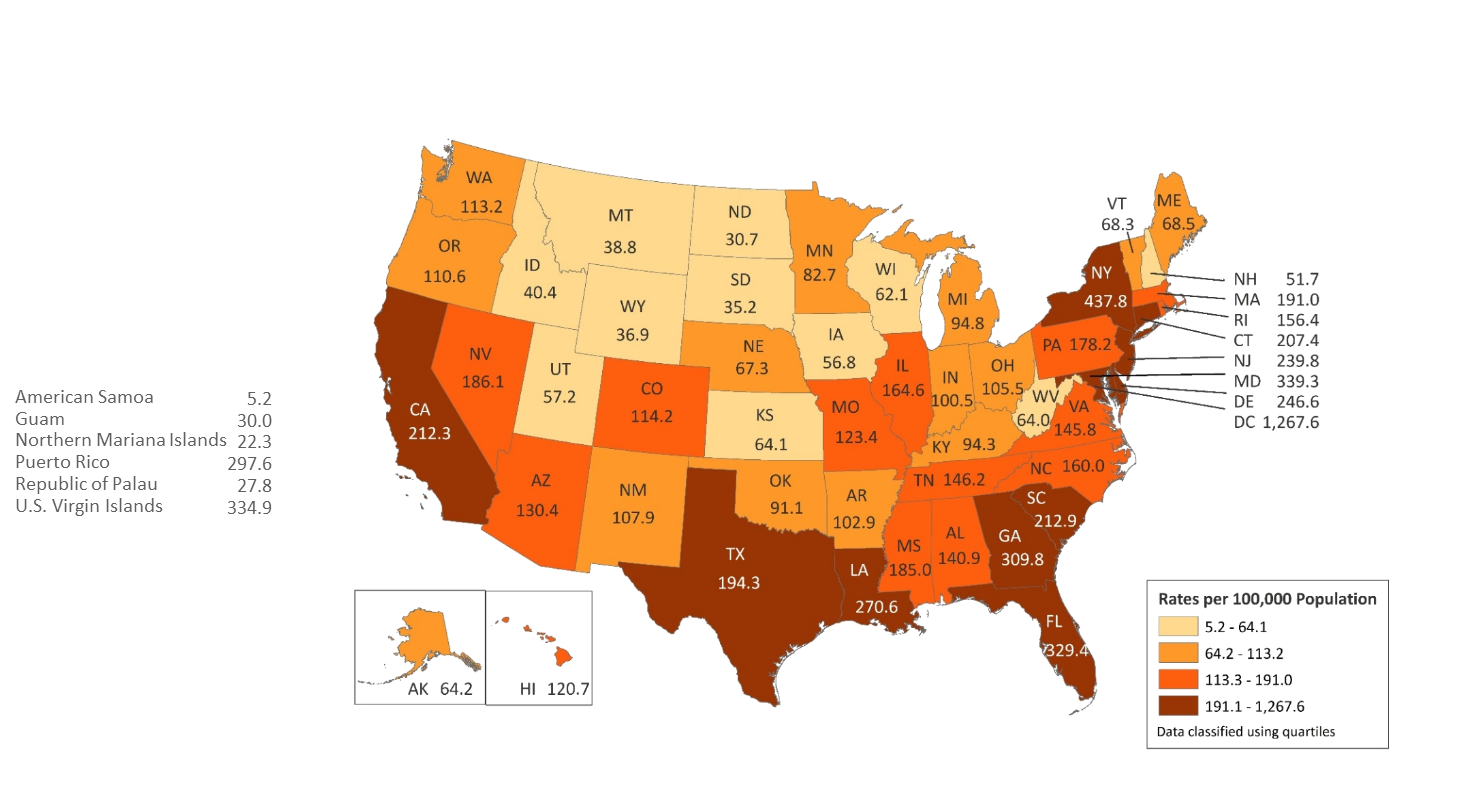 WA
113.2
OR
110.6
CA
212.3
NV
186.1
ID
40.4
MT
38.8
WY
36.9
UT
57.2
CO
114.2
AZ
130.4
NM
107.9
ND
30.7
SD
35.2
NE
67.3
KS
64.1
OK
91.1
TX
194.3
MN
82.7
IA
56.8
MO
123.4
AR
102.9
LA
270.6
WI
62.1
IL
164.6
MI
94.8
IN
100.5
OH
105.5
KY 94.3
TN 146.2
MS
185.0
AL
140.9
GA
309.8
FL
329.4
SC
212.9
NC 160.0
VA
145.8
WV
64.0
PA 178.2
NY
437.8
VT
68.3
ME
68.5
NH 51.7
MA 191.0
RI 156.4
CT 207.4
NJ 239.8
MD 339.3
DE 246.6
DC 1,267.6
American Samoa 5.2
Guam 30.0
Northern Mariana Islands 22.3
Puerto Rico 297.6
Republic of Palau 27.8
U.S. Virgin Islands 334.9
AK 64.2
HI 120.7
Rates per 100,000 Population
5.2 - 64.1
64.2 - 113.2
113.3 - 191.0
191.1 - 1,267.6
Data classified using quartiles